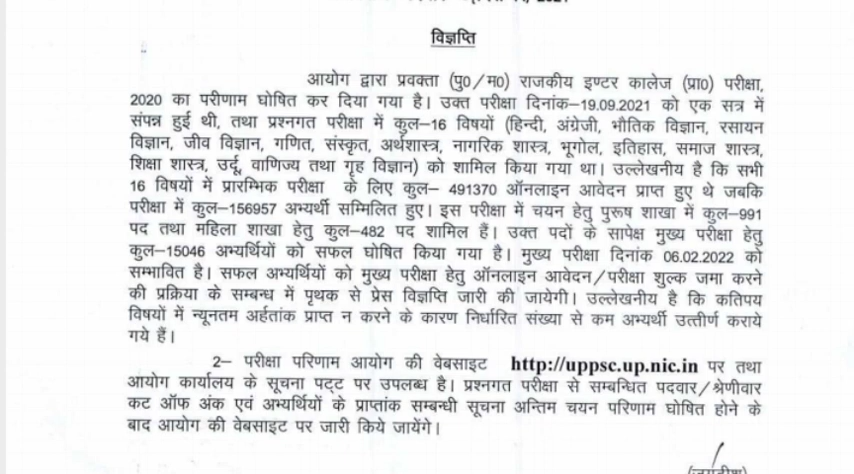 विज्ञप्ति
आयोग द्वारा प्रवक्ता (पु0/म0) राजकीय इण्टर कालेज (प्रा0) परीक्षा,
2020 का परीणाम घोषित कर दिया गया है। उक्त परीक्षा दिनांक-19.09.2021 को एक सत्र में
संपन्न हुई थी, तथा प्रश्नगत परीक्षा में कुल-16 विषयों (हिन्दी, अंग्रेजी, भौतिक विज्ञान, रसायन
विज्ञान, जीव विज्ञान, गणित, संस्कृत, अर्थशास्त्र, नागरिक शास्त्र, भूगोल, इतिहास, समाज शास्त्र,
शिक्षा शास्त्र, उर्दू, वाणिज्य तथा गृह विज्ञान) को शामिल किया गया था। उल्लेखनीय है कि सभी
16 विषयों में प्रारम्भिक परीक्षा के लिए कुल- 491370 ऑनलाइन आवेदन प्राप्त हुए थे जबकि
परीक्षा में कुल-156957 अभ्यर्थी सम्मिलित हुए। इस परीक्षा में चयन हेतु पुरूष शाखा में कुल-991
पद तथा महिला शाखा हेतु कुल-482 पद शामिल हैं। उक्त पदों के सापेक्ष मुख्य परीक्षा हेतु
कुल-15046 अभ्यर्थियों को सफल घोषित किया गया है। मुख्य परीक्षा दिनांक 06.02.2022 को
सम्भावित है। सफल अभ्यर्थियों को मुख्य परीक्षा हेतु ऑनलाइन आवेदन/परीक्षा शुल्क जमा करने
की प्रक्रिया के सम्बन्ध में पृथक से प्रेस विज्ञप्ति जारी की जायेगी। उल्लेखनीय है कि कतिपय
विषयों में न्यूनतम अर्हतांक प्राप्त न करने के कारण निर्धारित संख्या से कम अभ्यर्थी उत्तीर्ण कराये
गये हैं।
2- परीक्षा परिणाम आयोग की वेबसाइट http://uppsc.up.nic.in पर तथा
आयोग कार्यालय के सूचना पट्ट पर उपलब्ध है। प्रश्नगत परीक्षा से सम्बन्धित पदवार/श्रेणीवार
कट ऑफ अंक एवं अभ्यर्थियों के प्राप्तांक सम्बन्धी सूचना अन्तिम चयन परिणाम घोषित होने के
बाद आयोग की वेबसाइट पर जारी किये जायेंगे।